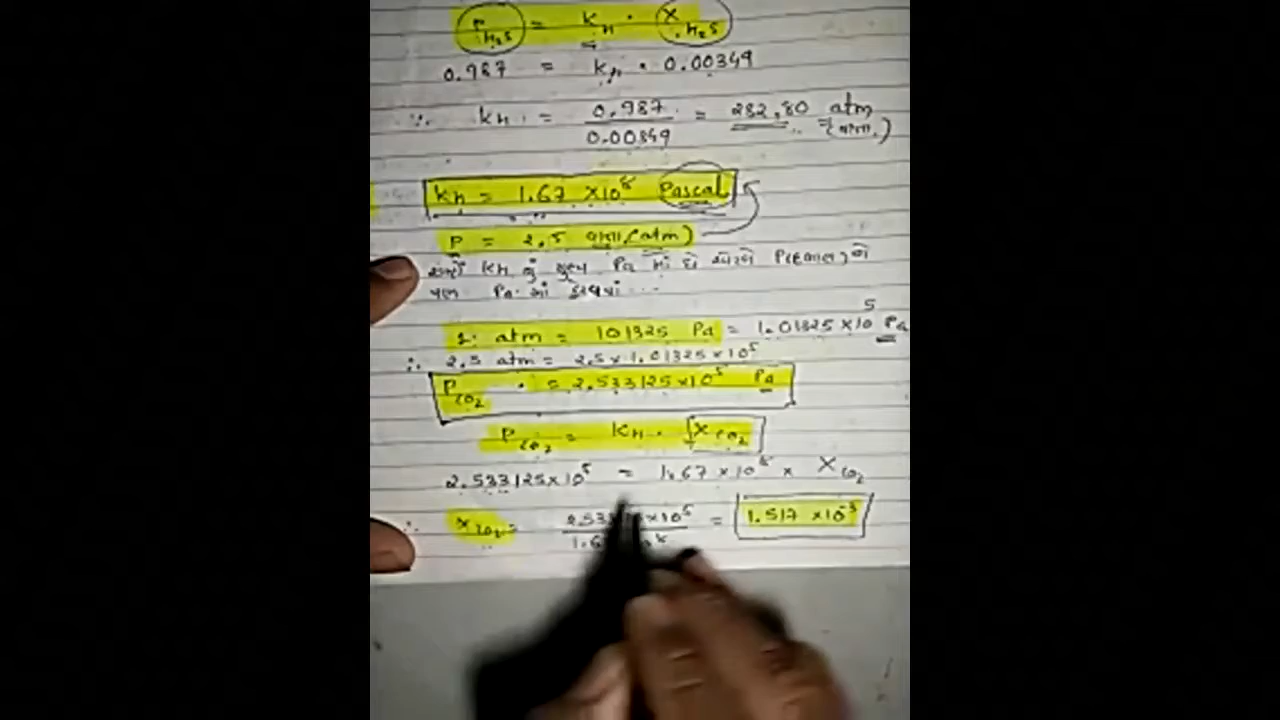 P H₂S = KH · X H₂S
0.987 = KH · 0.00349
∵ KH = 0.987 / 0.00349 = 282.80 atm
KH = 1.67 ×10⁸ Pascal
P = 2.5 (atm)
KH નું મૂલ્ય Pa માં છે
પણ Pa માં
1 atm = 101325 Pa = 1.01325×10⁵ Pa
∴ 2.5 atm = 2.5×1.01325×10⁵
P CO₂ = 2.533125×10⁵ Pa
P CO₂ = KH · X CO₂
2.533125×10⁵ = 1.67×10⁸ × X CO₂
∴ X CO₂ = ×10⁵ = 1.517 ×10⁻³